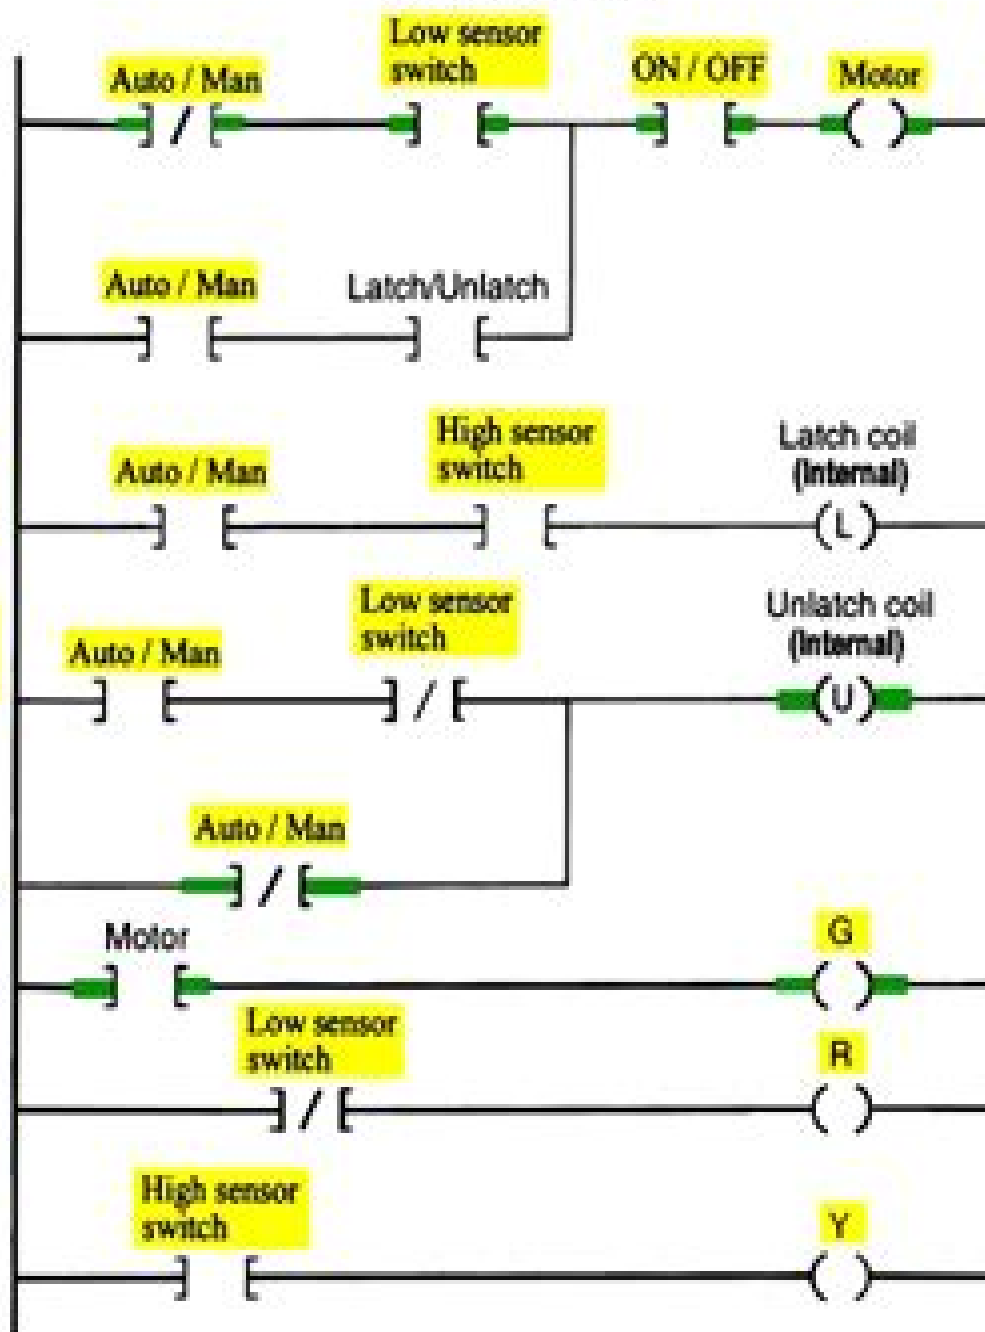 Low sensor
switch
Auto / Man
ON / OFF
Motor
Auto / Man
Latch/Unlatch
High sensor
switch
Latch coil
(Internal)
Auto / Man
L
Low sensor
switch
Unlatch coil
(Internal)
Auto / Man
U
Auto / Man
Motor
G
Low sensor
switch
R
High sensor
switch
Y